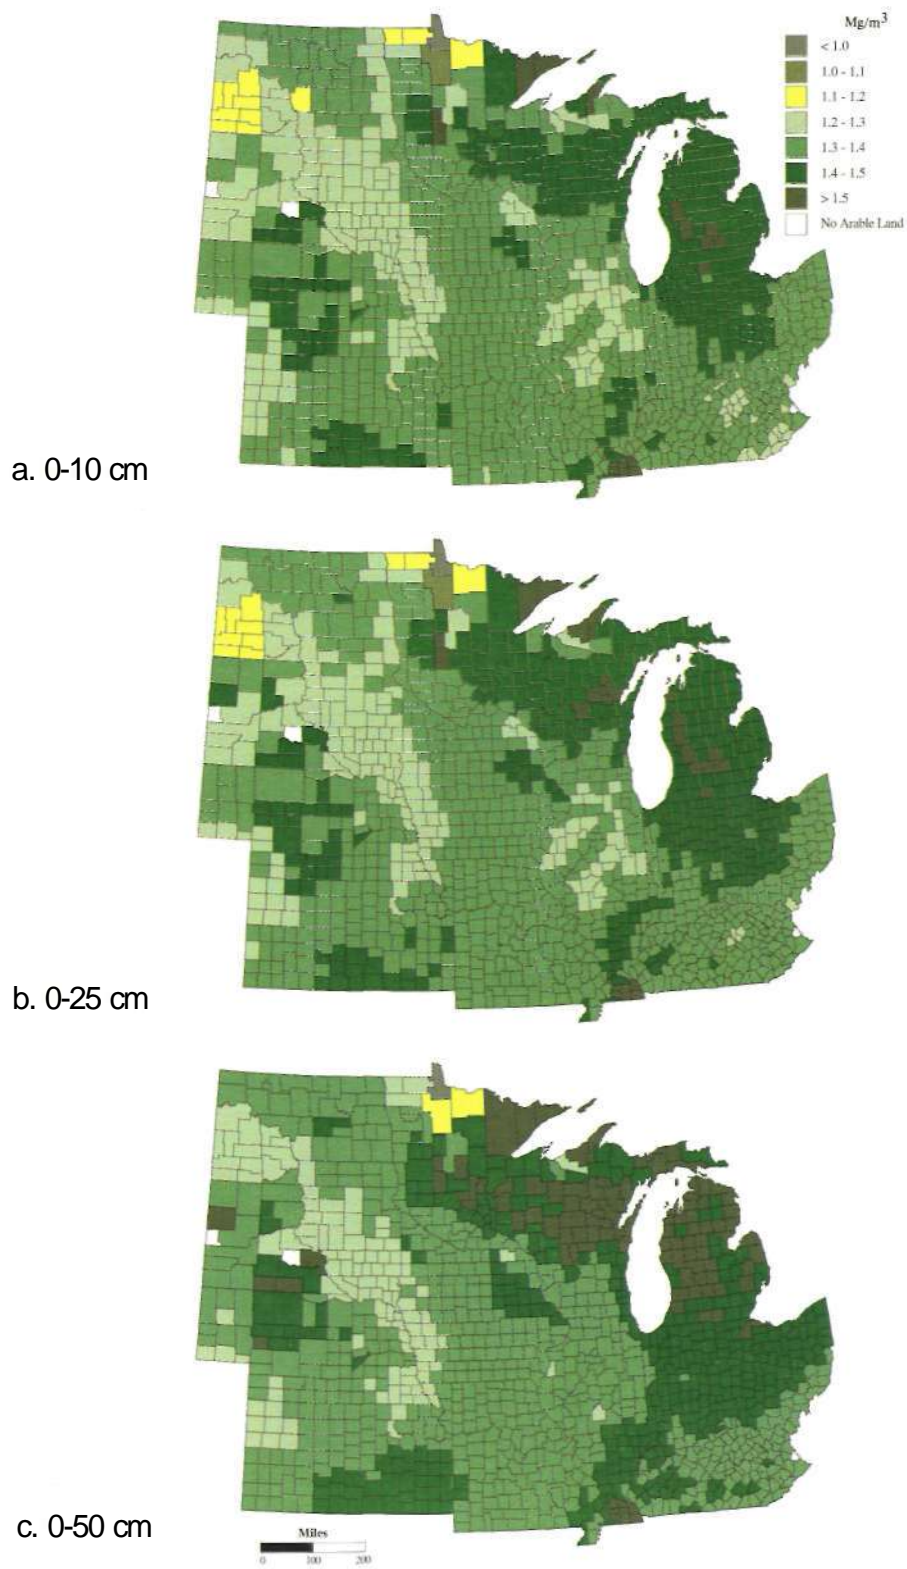 Mg/m³
< 1.0
1.0 - 1.1
1.1 - 1.2
1.2 - 1.3
1.3 - 1.4
1.4 - 1.5
> 1.5
No Arable Land
a. 0-10 cm
b. 0-25 cm
c. 0-50 cm
Miles
0 100 200